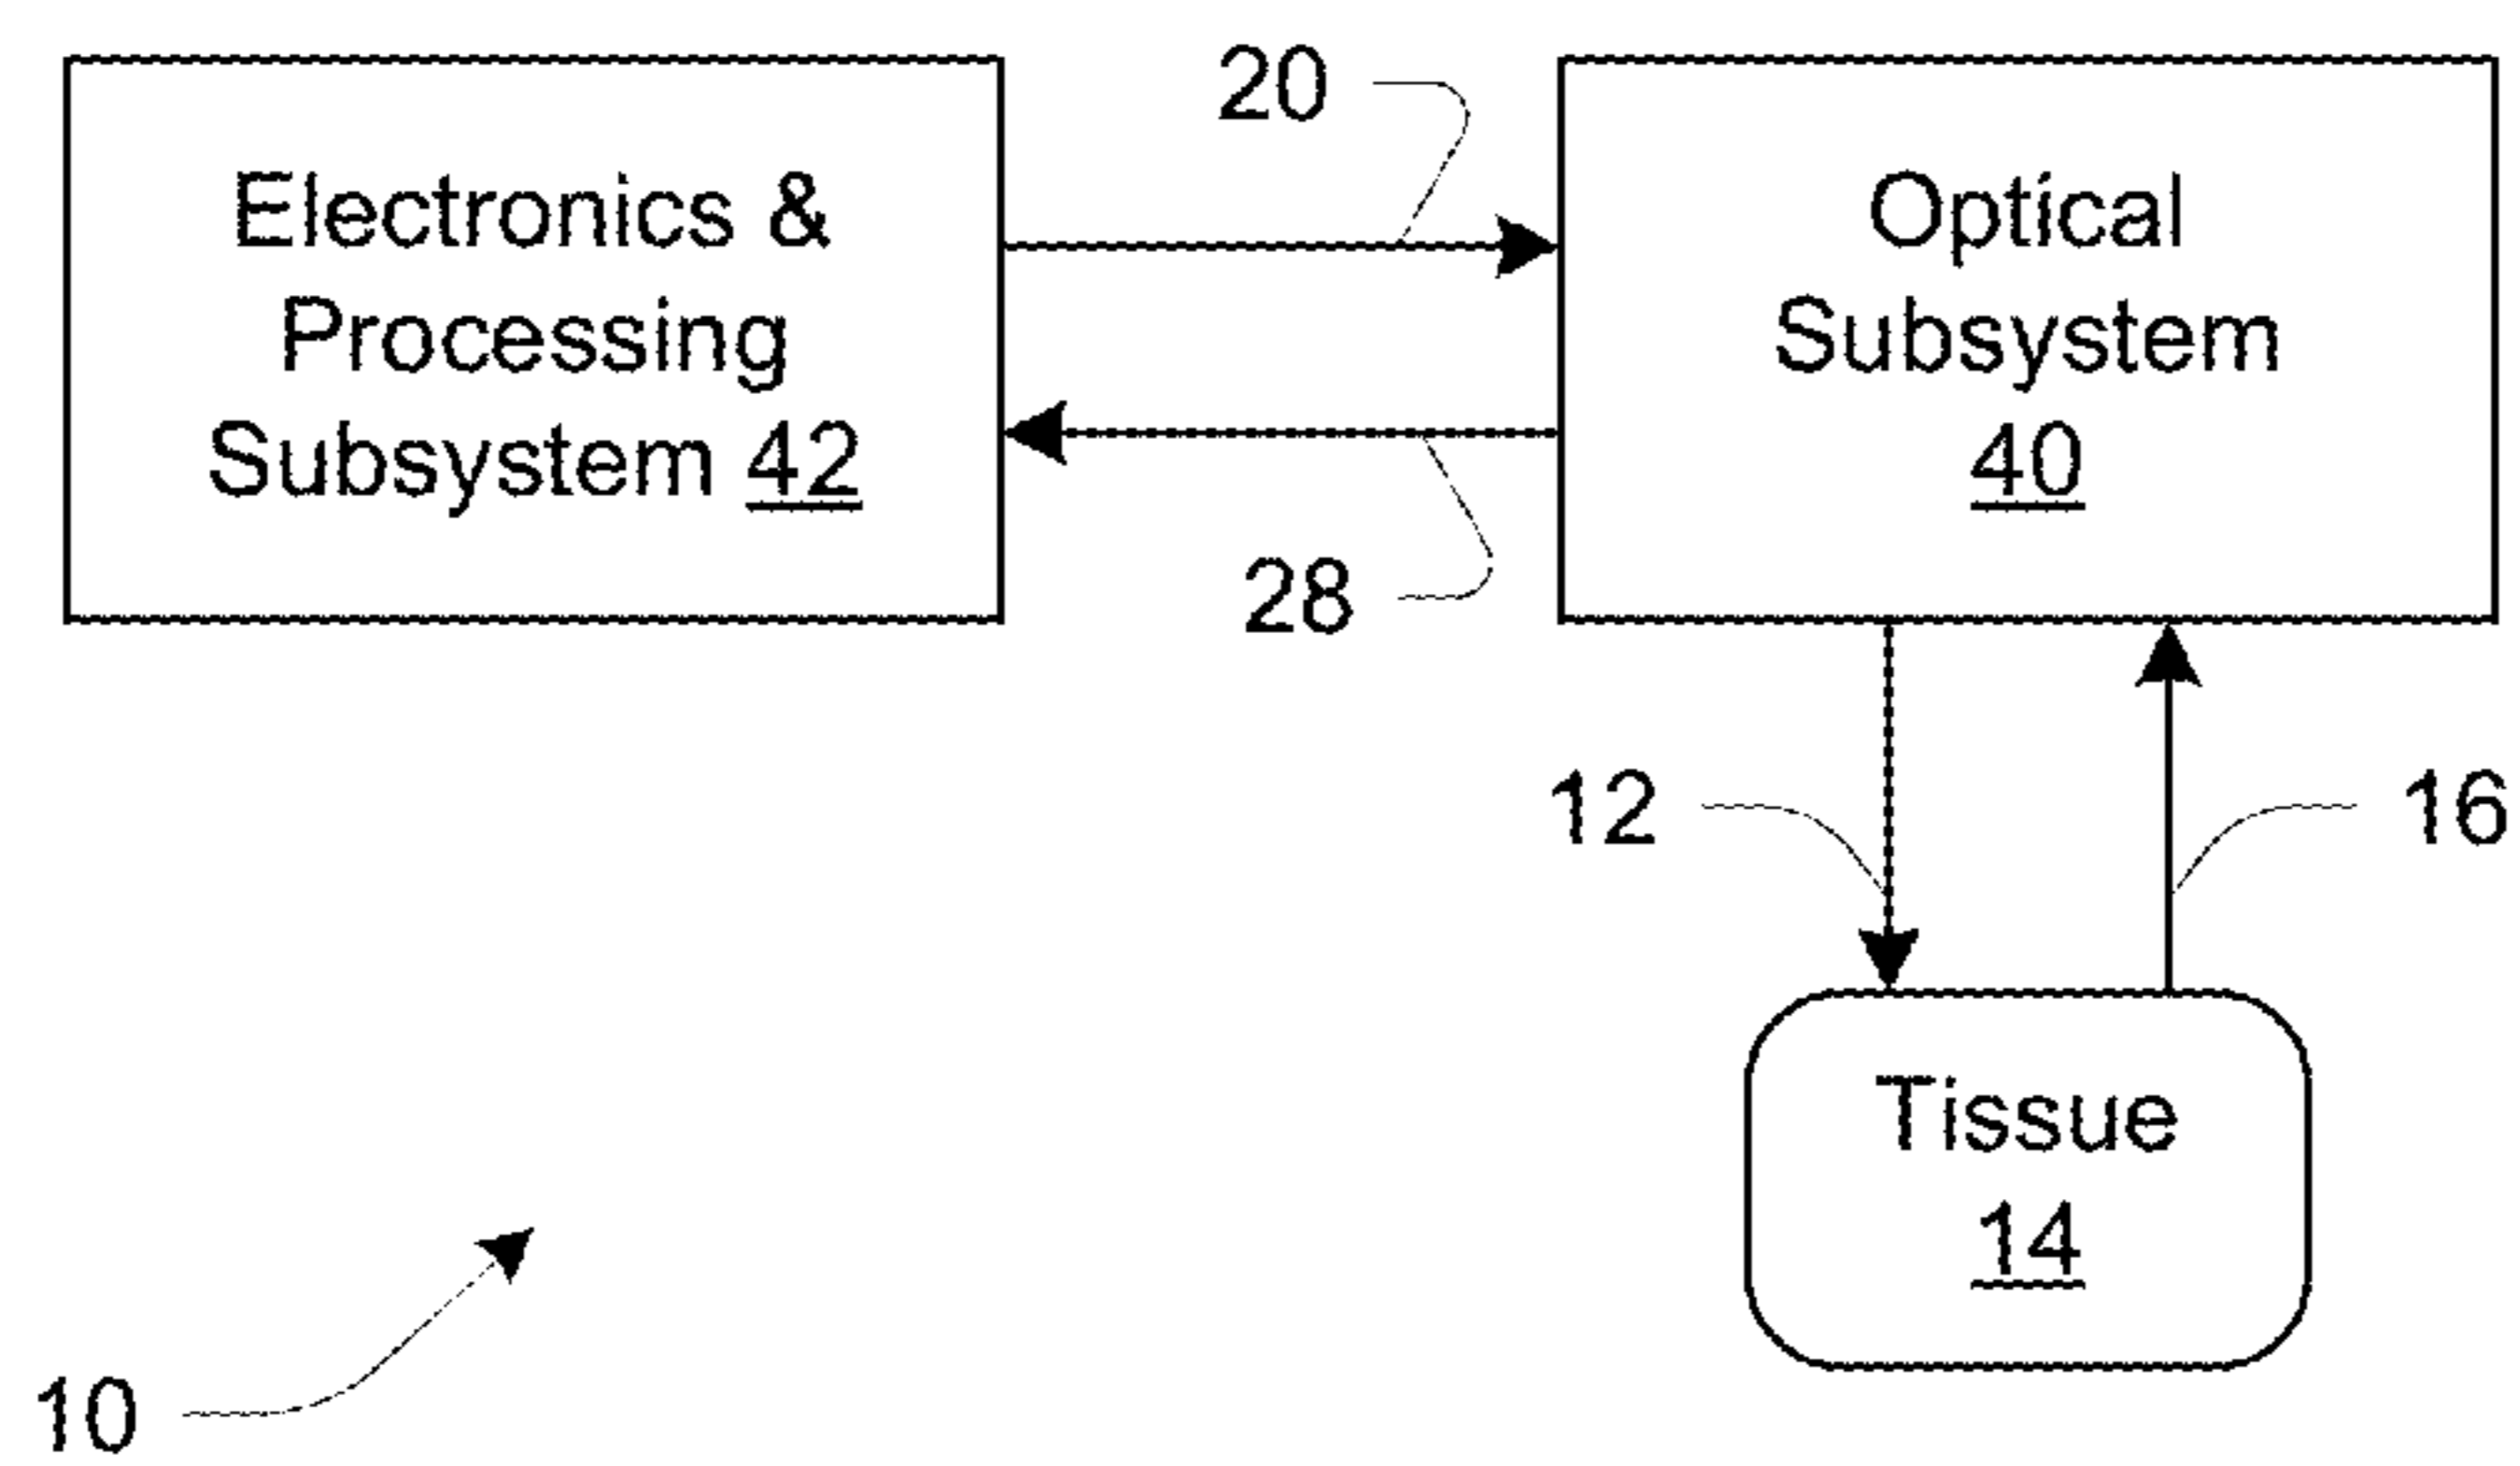 20
Electronics &
Processing
Subsystem 42
Optical
Subsystem
40
28
12
16
Tissue
14
10